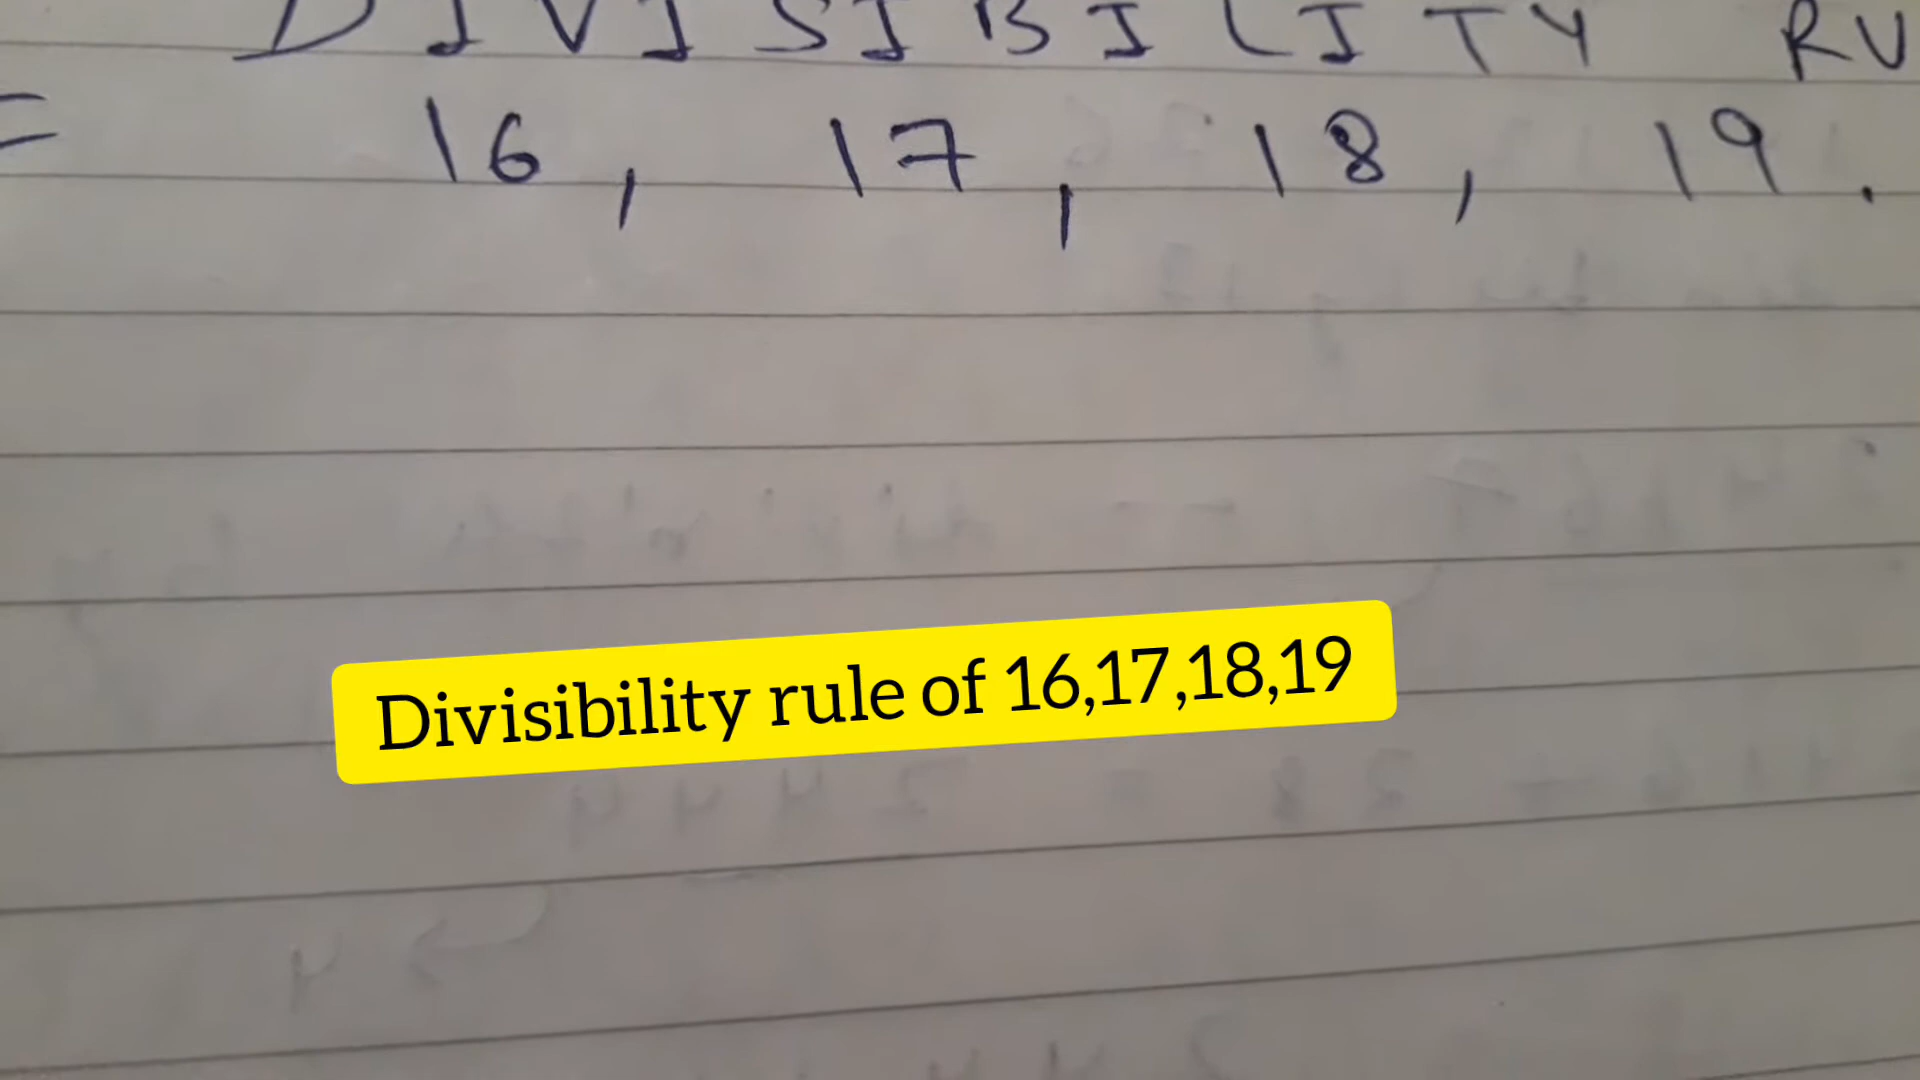 DIVISIBILITY RU
= 16, 17, 18, 19.
Divisibility rule of 16,17,18,19